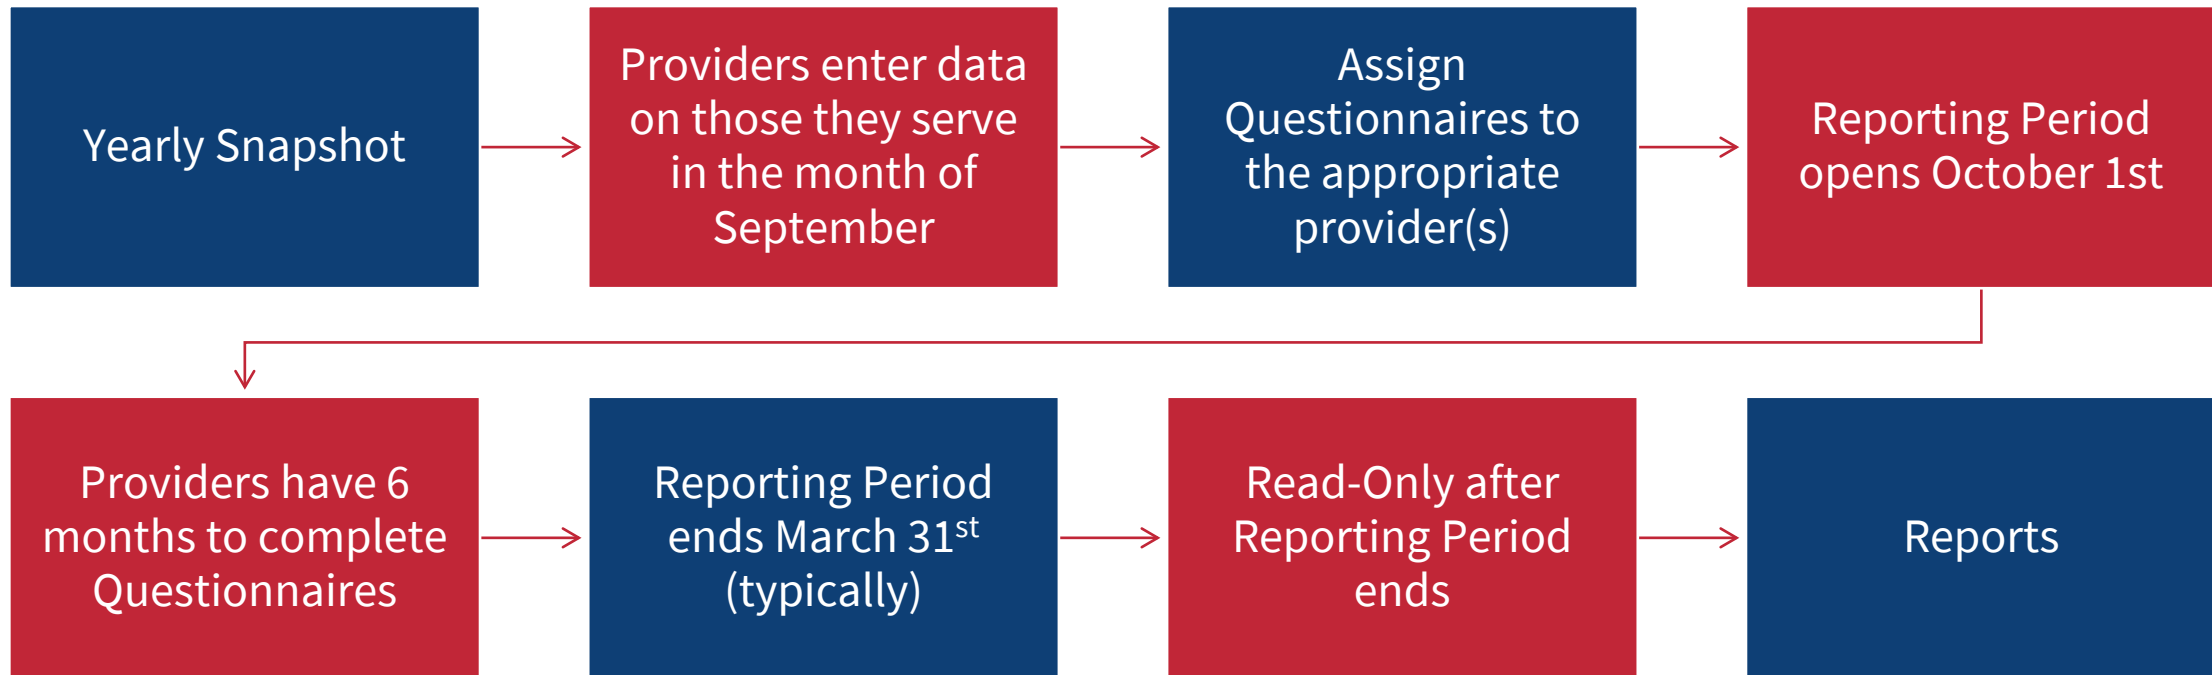 Yearly Snapshot
Providers enter data
on those they serve
in the month of
September
Assign
Questionnaires to
the appropriate
provider(s)
Reporting Period
opens October 1st
Providers have 6
months to complete
Questionnaires
Reporting Period
ends March 31st
(typically)
Read-Only after
Reporting Period
ends
Reports